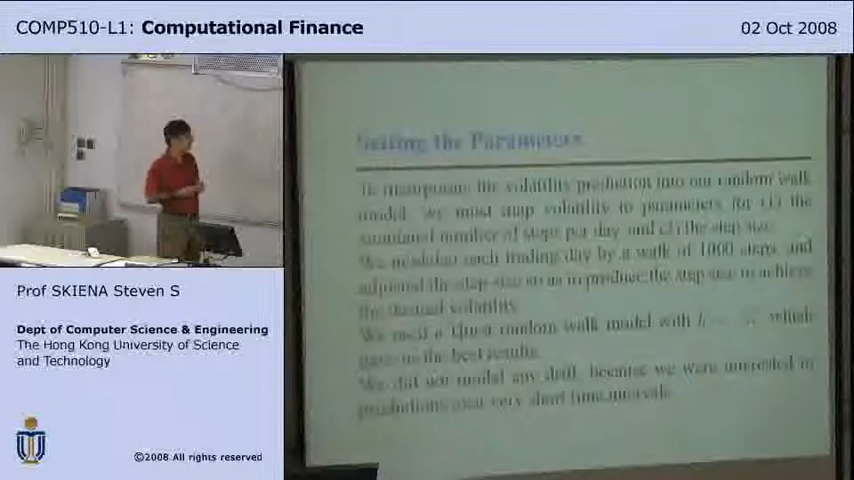 COMP510-L1: Computational Finance
02 Oct 2008
Setting the Parameters
To incorporate the volatility prediction into our random walk
model, we must map volatility to parameters for (1) the
simulated number of steps per day, and (2) the step size.
We modeled each trading day by a walk of 1000 steps, and
adjusted the step size so as to produce the step size to achieve
the desired volatility.
We used a Quest random walk model with which
gave us the best results.
We did not model any drift, because we were interested in
predictions over very short time intervals.
Prof SKIENA Steven S
Dept of Computer Science & Engineering
The Hong Kong University of Science
and Technology
©2008 All rights reserved